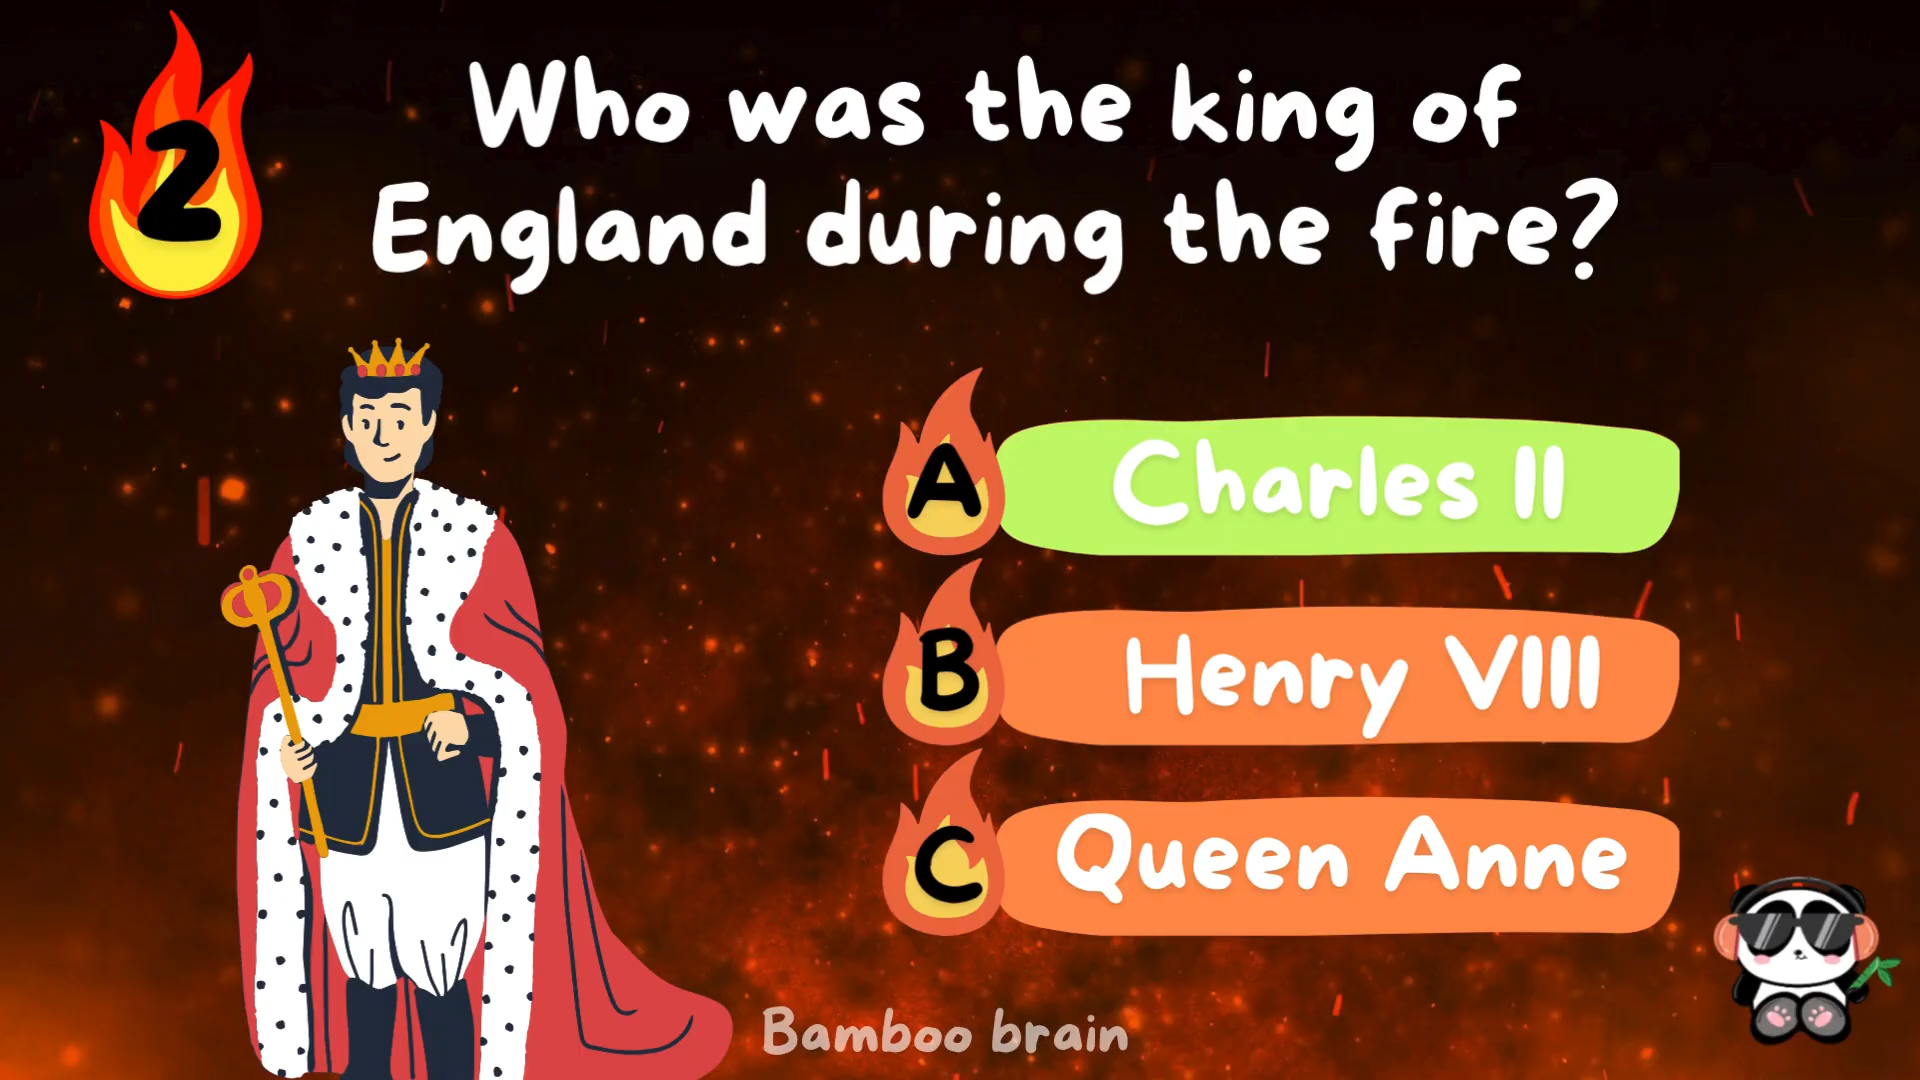 2
Who was the king of
England during the fire?
A Charles II
B Henry VIII
C Queen Anne
Bamboo brain